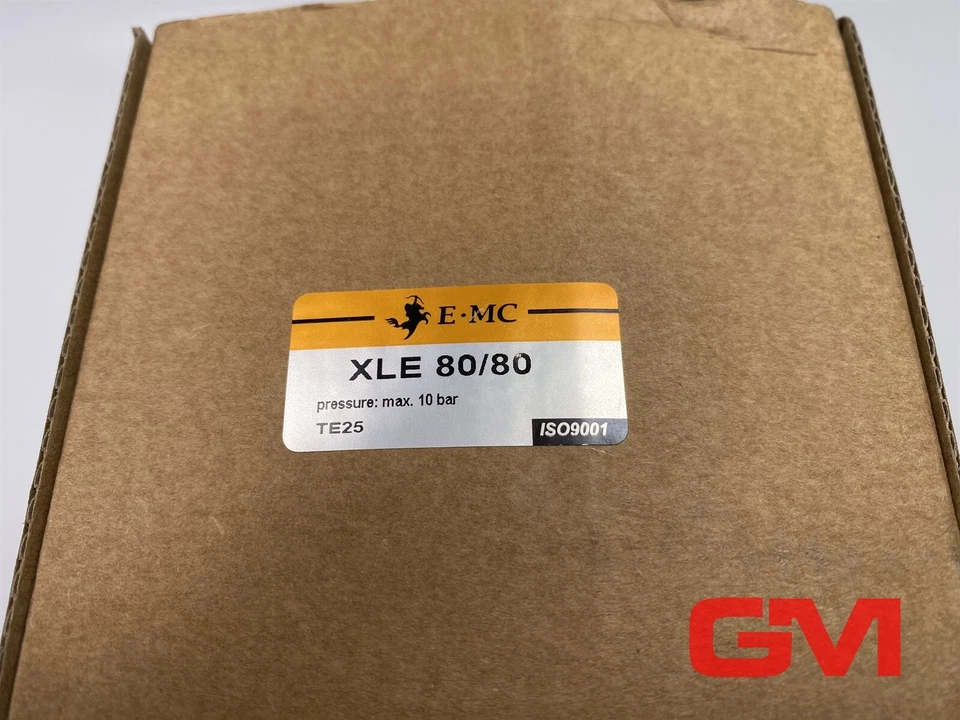 E·MC
XLE 80/80
pressure: max. 10 bar
TE25
ISO9001
GM